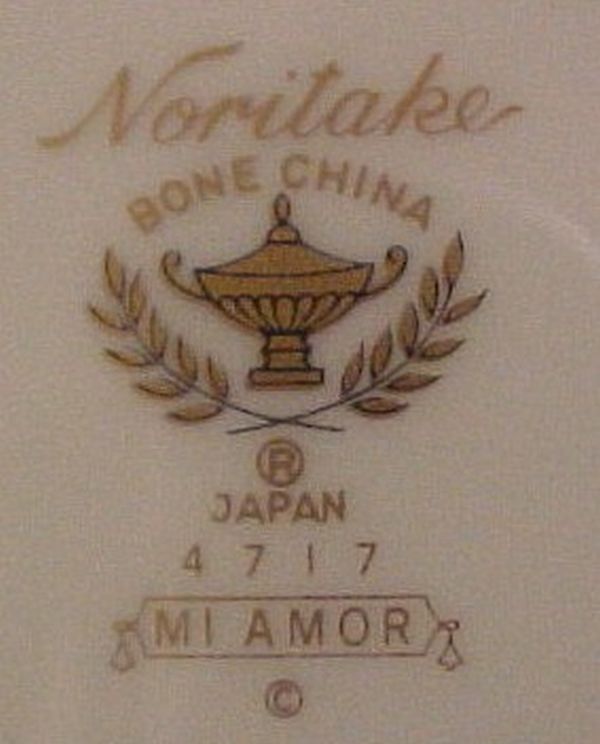 Noritake
BONE CHINA
®
JAPAN
4717
MI AMOR
©